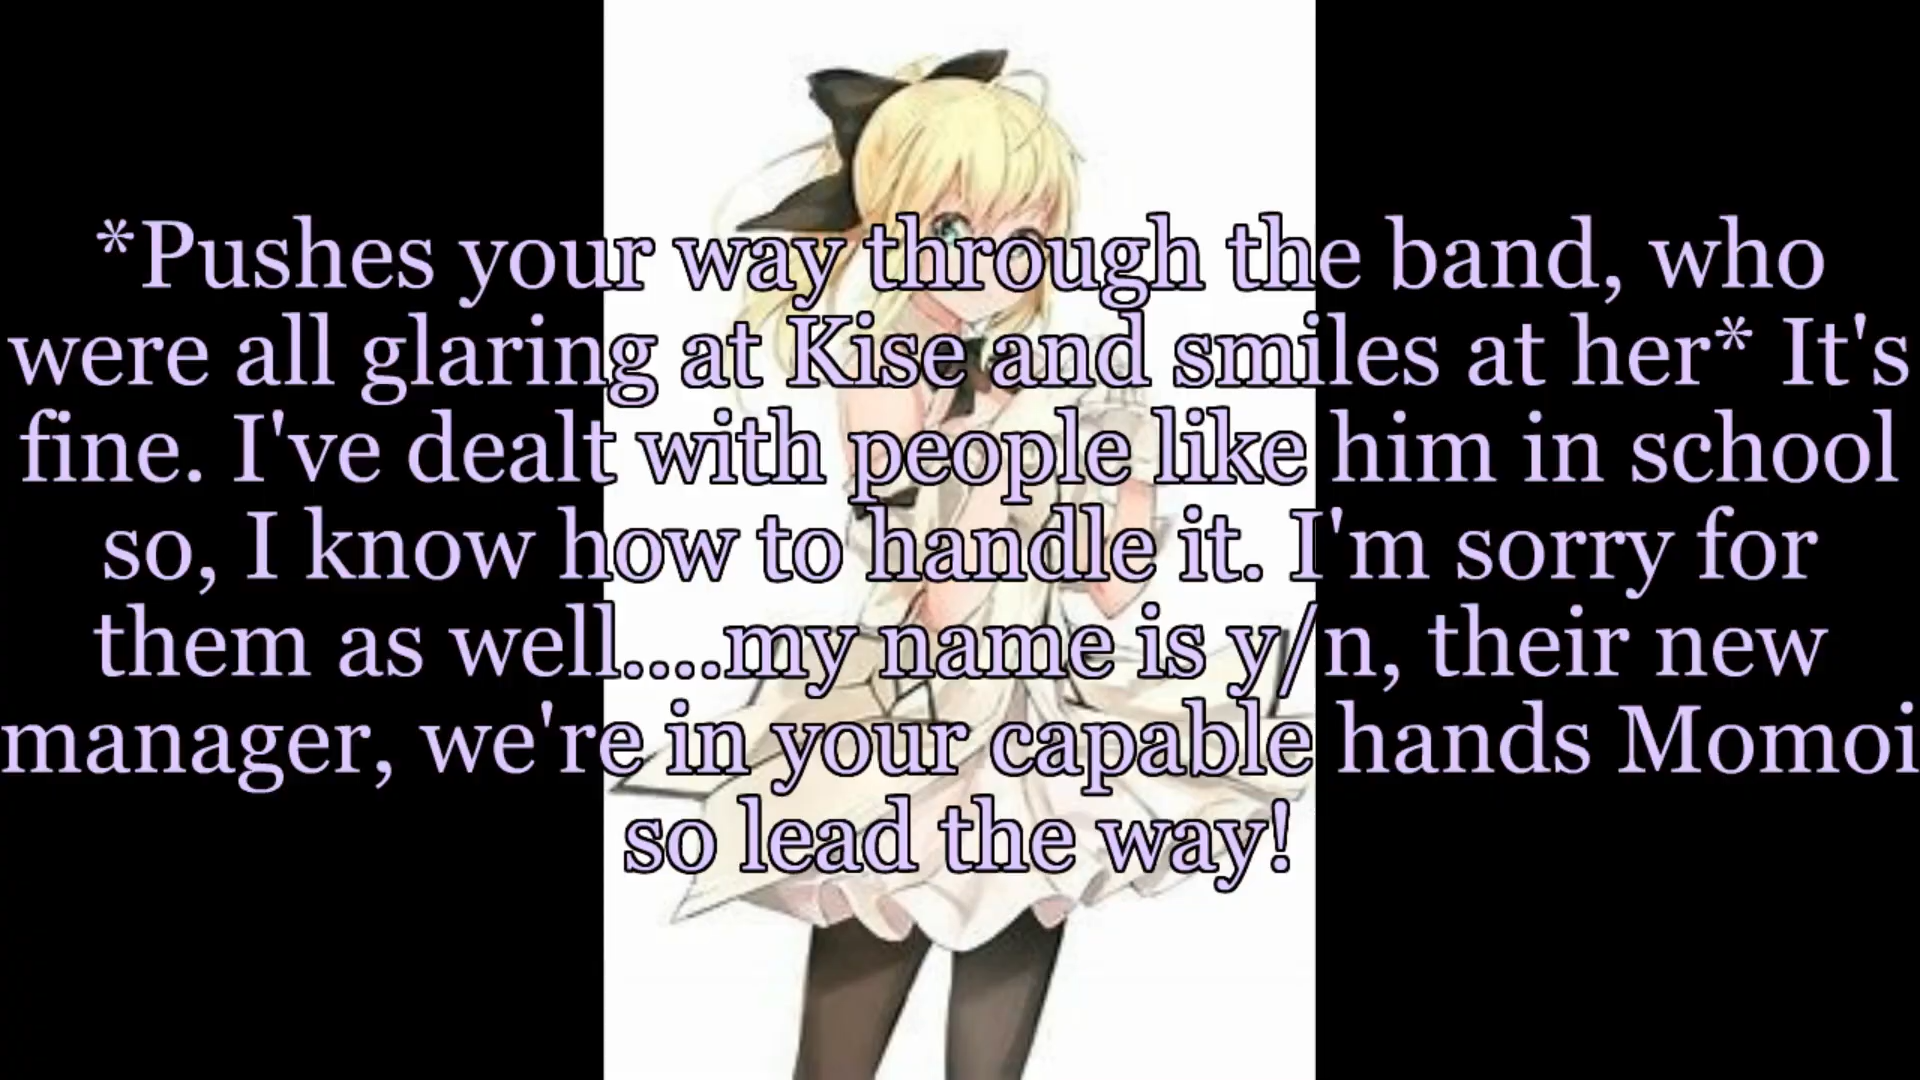 *Pushes your way through the band, who
were all glaring at Kise and smiles at her* It's
fine. I've dealt with people like him in school
so, I know how to handle it. I'm sorry for
them as well....my name is y/n, their new
manager, we're in your capable hands Momoi
so lead the way!